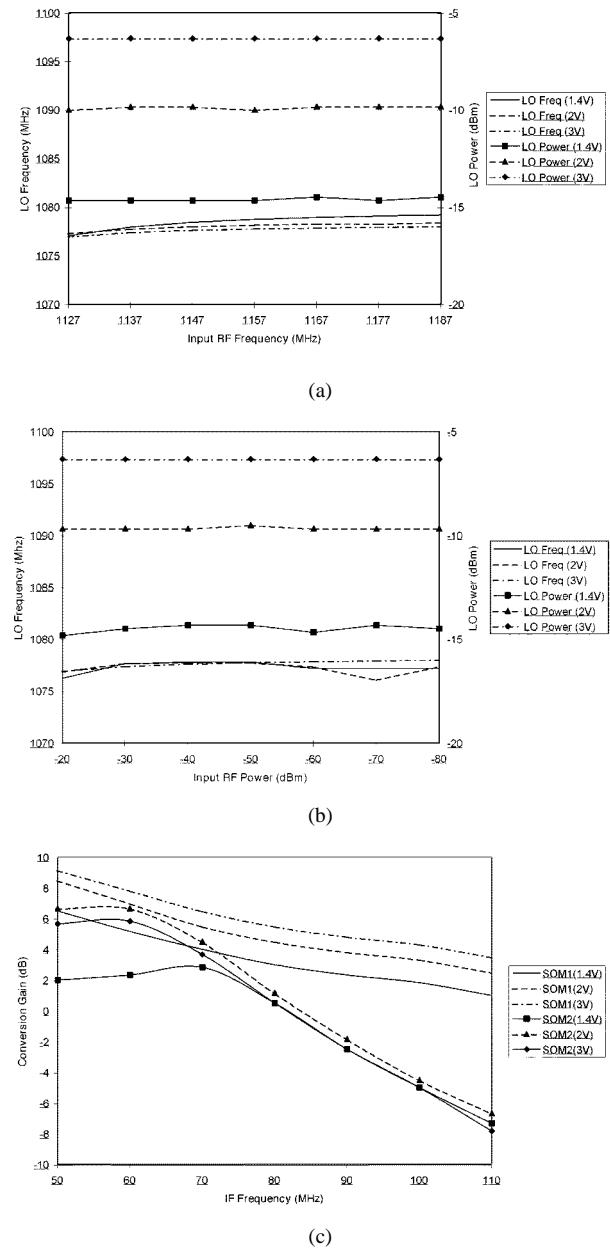 1100
1095
1090
1085
1080
1075
1070
LO Frequency (MHz)
-5
-10
-15
-20
LO Power (dBm)
1127 1137 1147 1157 1167 1177 1187
Input RF Frequency (MHz)
LO Freq (1.4V)
LO Freq (2V)
LO Freq (3V)
LO Power (1.4V)
LO Power (2V)
LO Power (3V)
(a)
1100
1095
1090
1085
1080
1075
1070
LO Frequency (Mhz)
-5
-10
-15
-20
LO Power (dBm)
-20 -30 -40 -50 -60 -70 -80
Input RF Power (dBm)
LO Freq (1.4V)
LO Freq (2V)
LO Freq (3V)
LO Power (1.4V)
LO Power (2V)
LO Power (3V)
(b)
10
8
6
4
2
0
-2
-4
-6
-8
-10
Conversion Gain (dB)
50 60 70 80 90 100 110
IF Frequency (MHz)
SOM1(1.4V)
SOM1(2V)
SOM1(3V)
SOM2(1.4V)
SOM2(2V)
SOM2(3V)
(c)